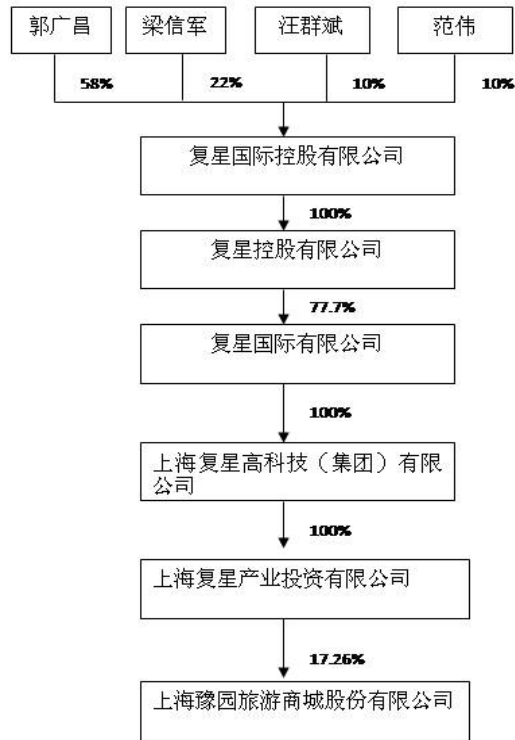 郭广昌 梁信军 汪群斌 范伟
58% 22% 10% 10%
复星国际控股有限公司
100%
复星控股有限公司
77.7%
复星国际有限公司
100%
上海复星高科技（集团）有限
公司
100%
上海复星产业投资有限公司
17.26%
上海豫园旅游商城股份有限公司